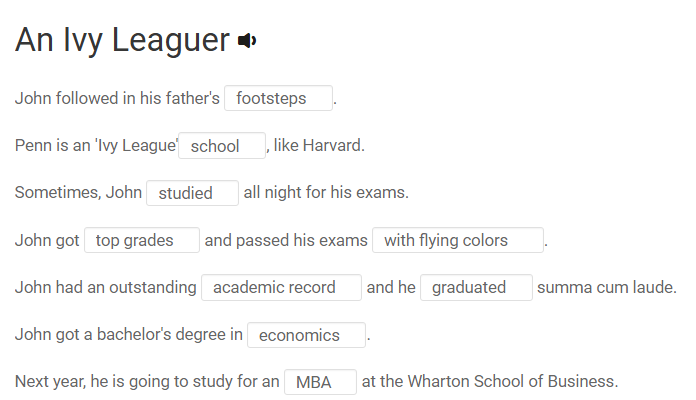 An Ivy Leaguer
John followed in his father's footsteps.
Penn is an 'Ivy League' school, like Harvard.
Sometimes, John studied all night for his exams.
John got top grades and passed his exams with flying colors.
John had an outstanding academic record and he graduated summa cum laude.
John got a bachelor's degree in economics.
Next year, he is going to study for an MBA at the Wharton School of Business.